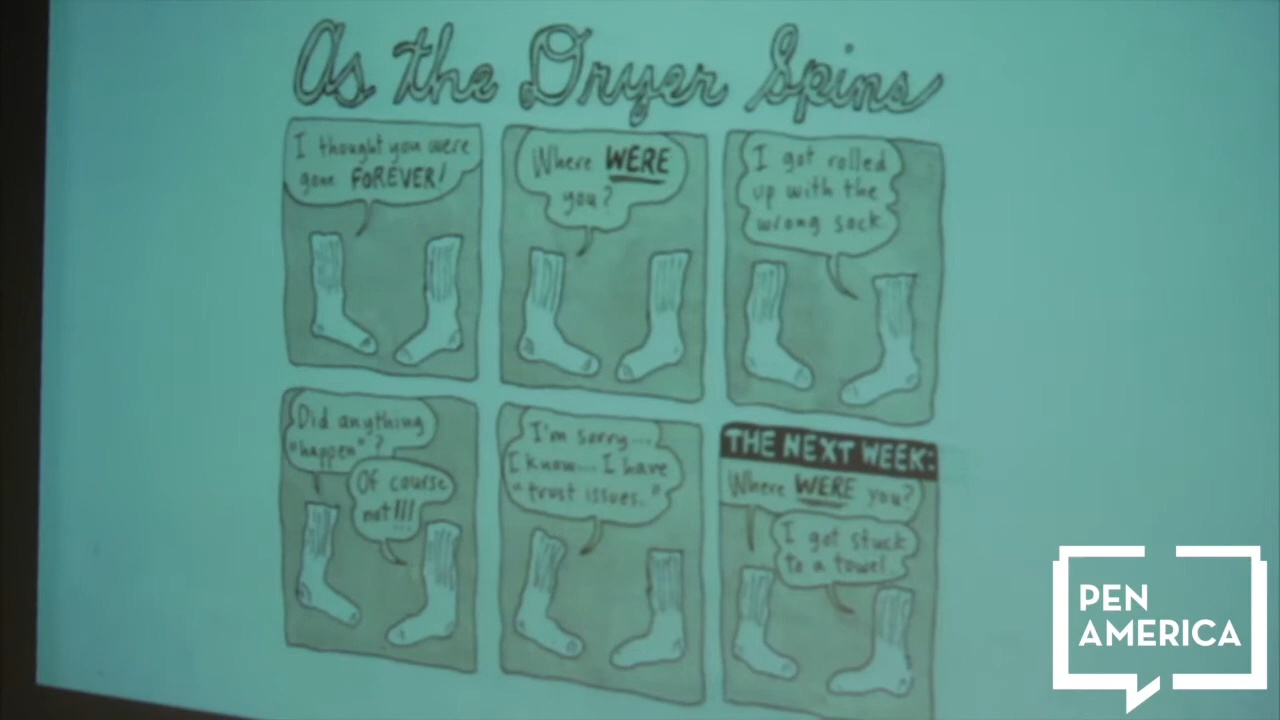 As the Dryer Spins
I thought you were
gone FOREVER!
Where WERE
you?
I got rolled
up with the
wrong sock.
Did anything
"happen"?
Of course
not!!!
I'm sorry...
I know... I have
"trust issues."
THE NEXT WEEK:
Where WERE you?
I got stuck
to a towel.
PEN
AMERICA